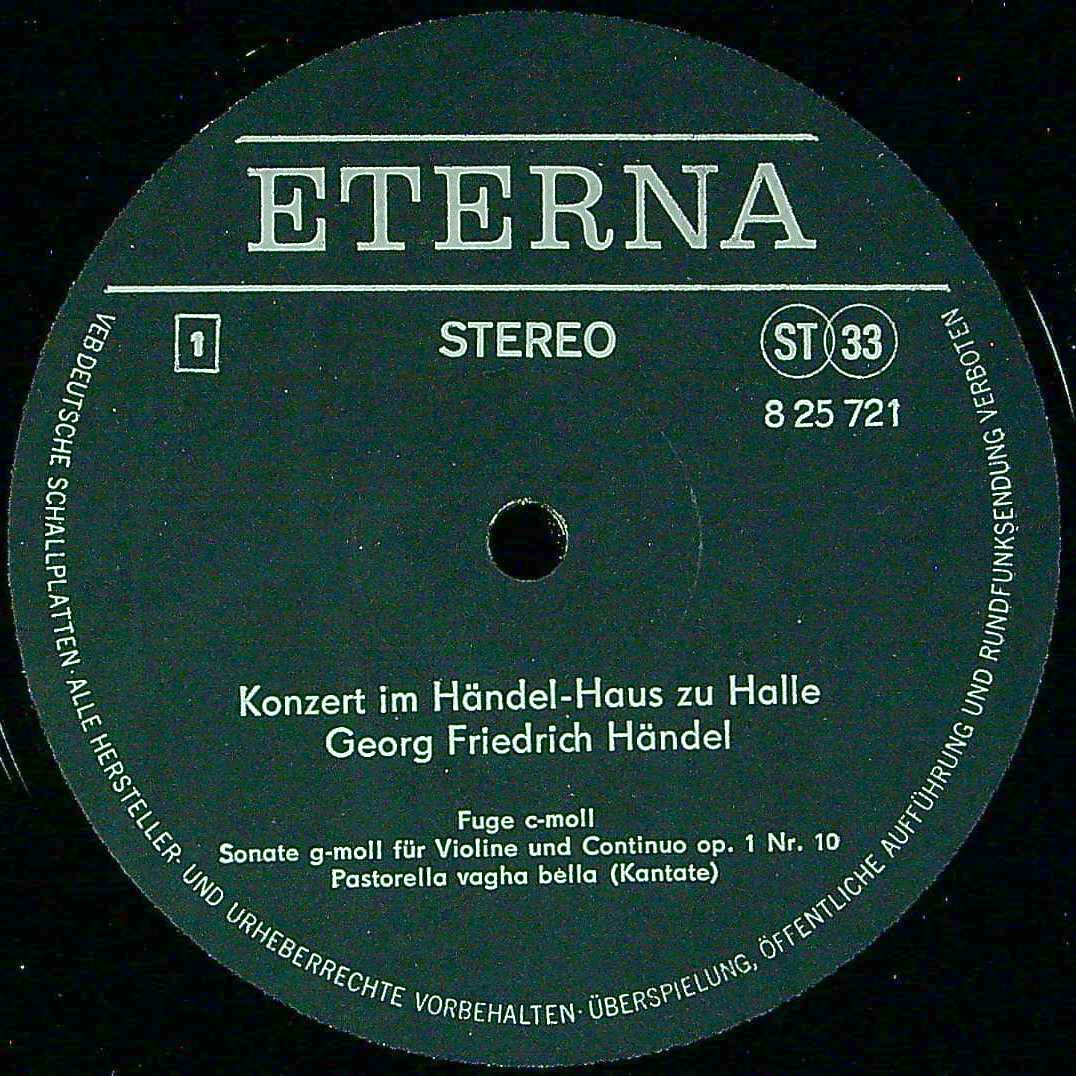 ETERNA
1
STEREO
ST 33
8 25 721
Konzert im Händel-Haus zu Halle
Georg Friedrich Händel
Fuge c-moll
Sonate g-moll für Violine und Continuo op. 1 Nr. 10
Pastorella vagha bella (Kantate)
VEB DEUTSCHE SCHALLPLATTEN · ALLE HERSTELLER- UND URHEBERRECHTE VORBEHALTEN · ÜBERSPIELUNG, ÖFFENTLICHE AUFFÜHRUNG UND RUNDFUNKSENDUNG VERBOTEN